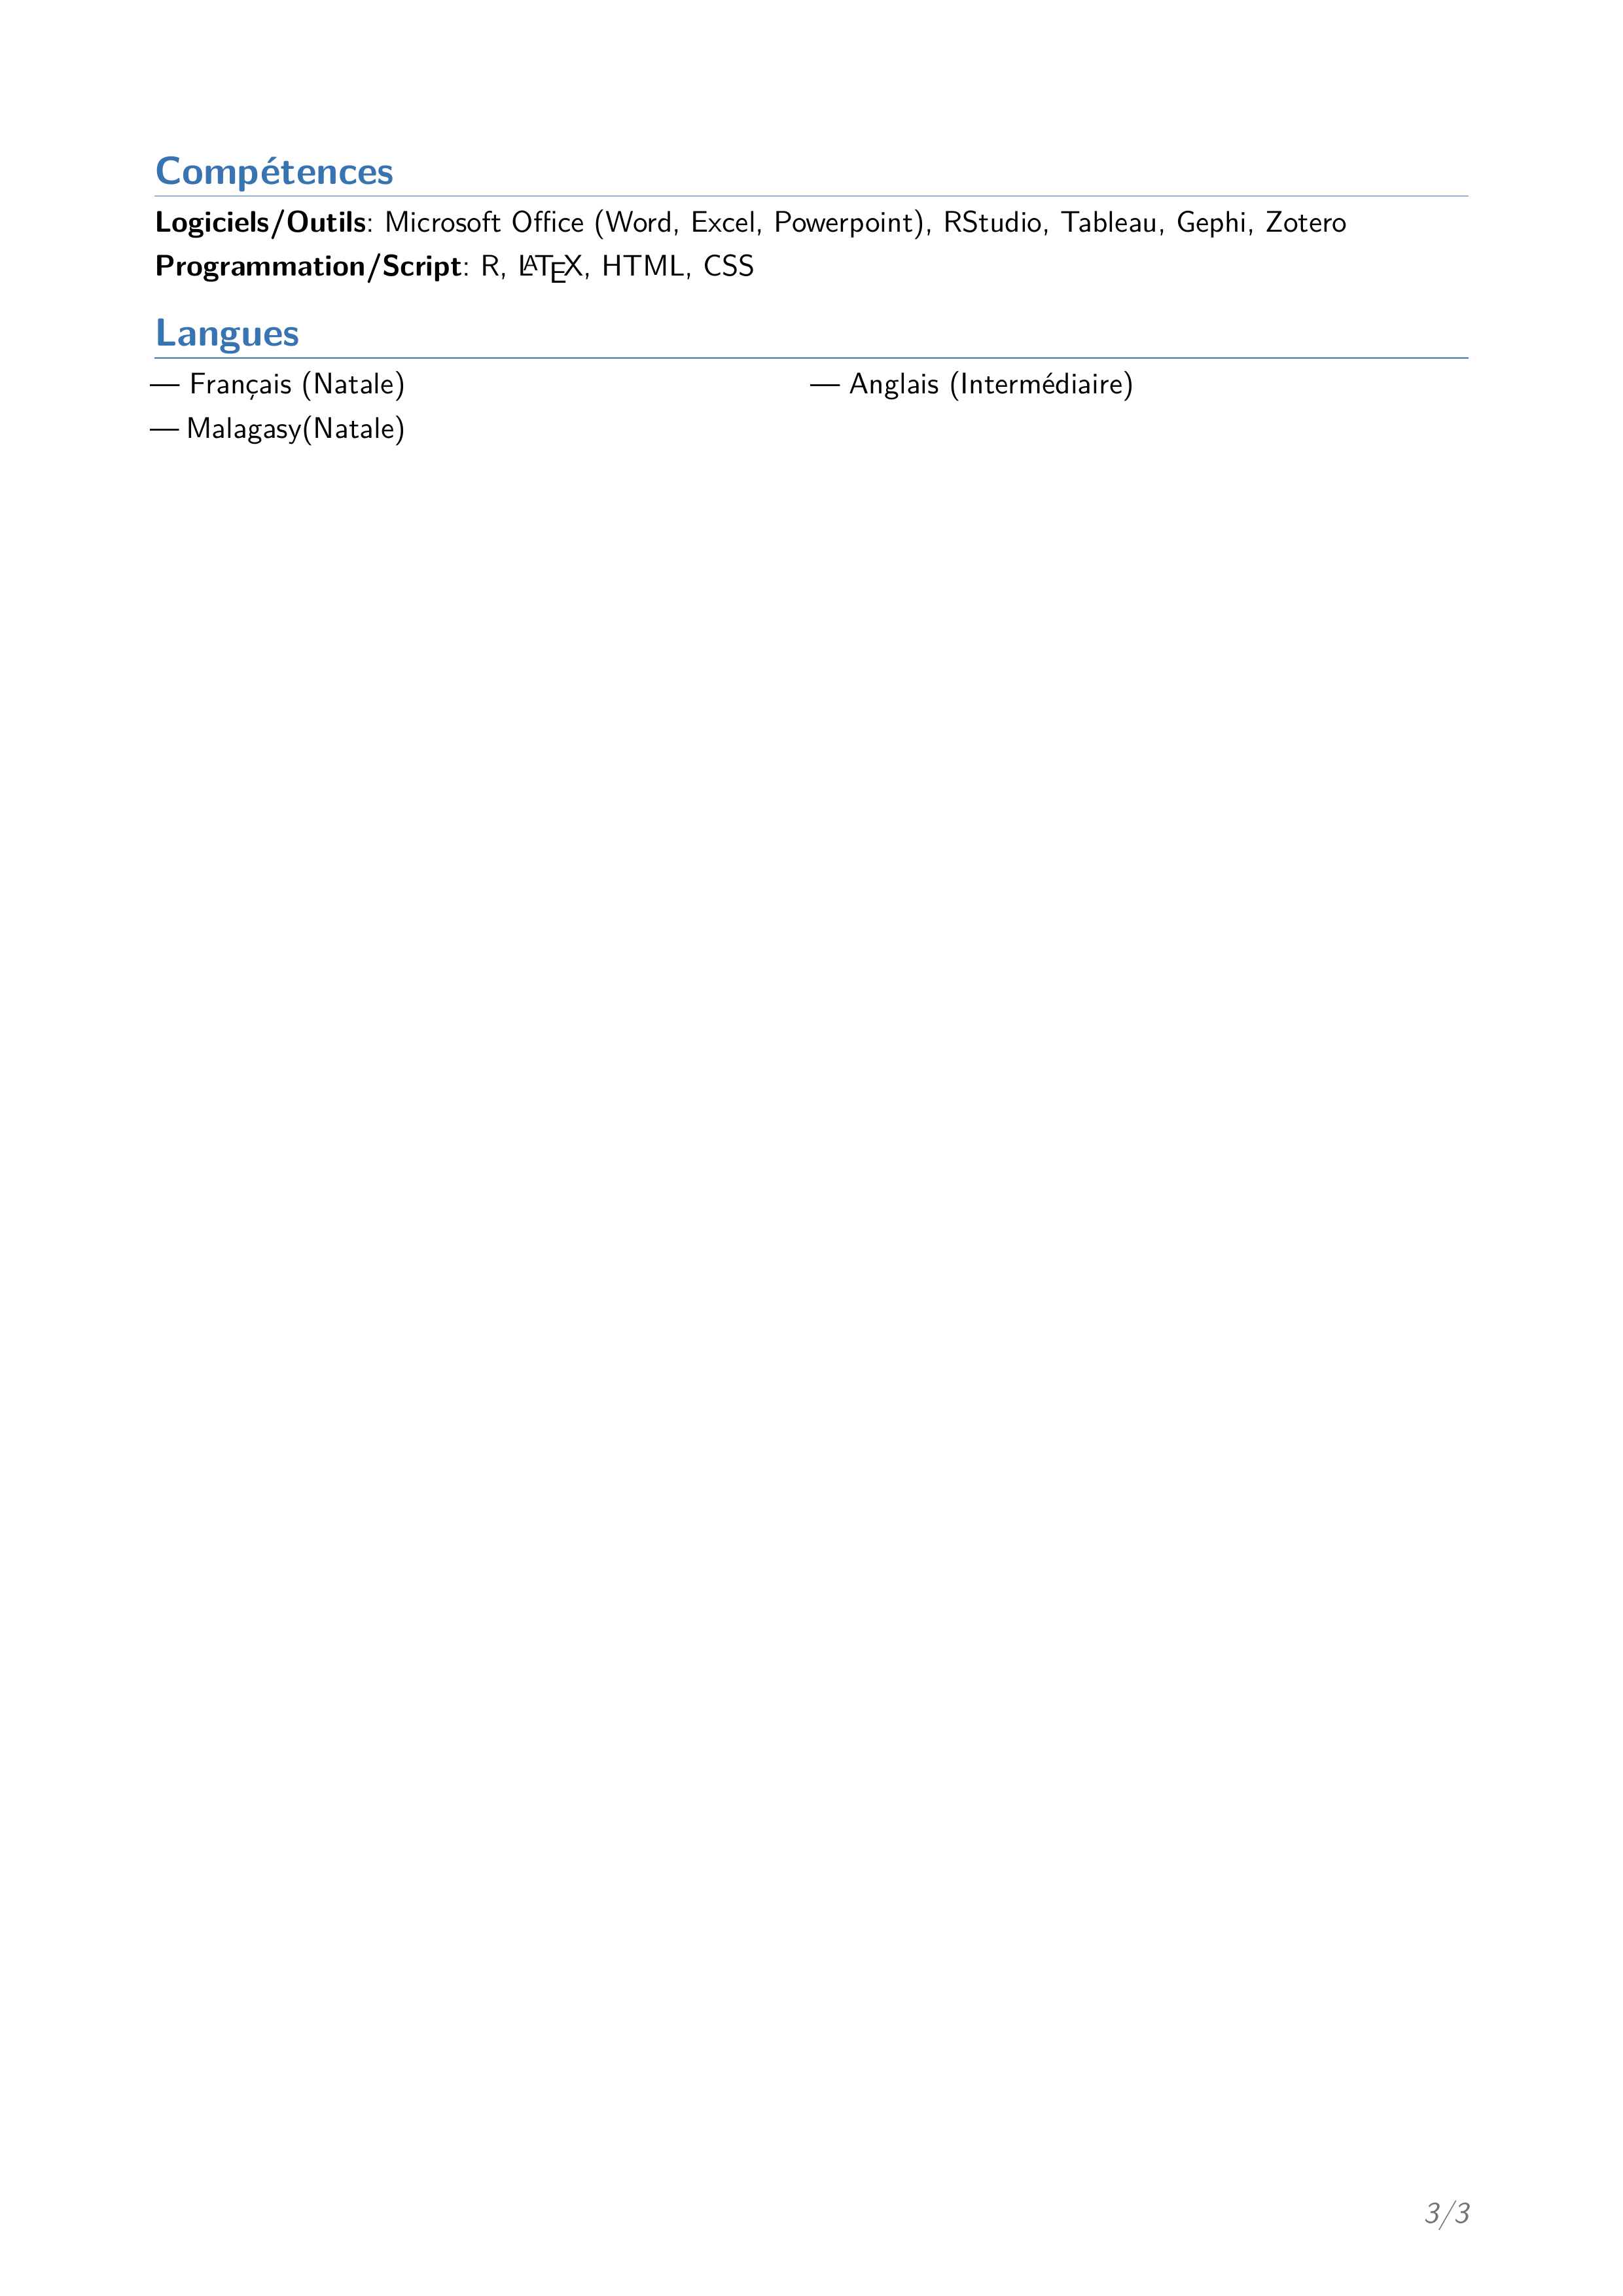 Compétences
Logiciels/Outils: Microsoft Office (Word, Excel, Powerpoint), RStudio, Tableau, Gephi, Zotero
Programmation/Script: R, LATEX, HTML, CSS
Langues
— Français (Natale)
— Malagasy(Natale)
— Anglais (Intermédiaire)
3/3